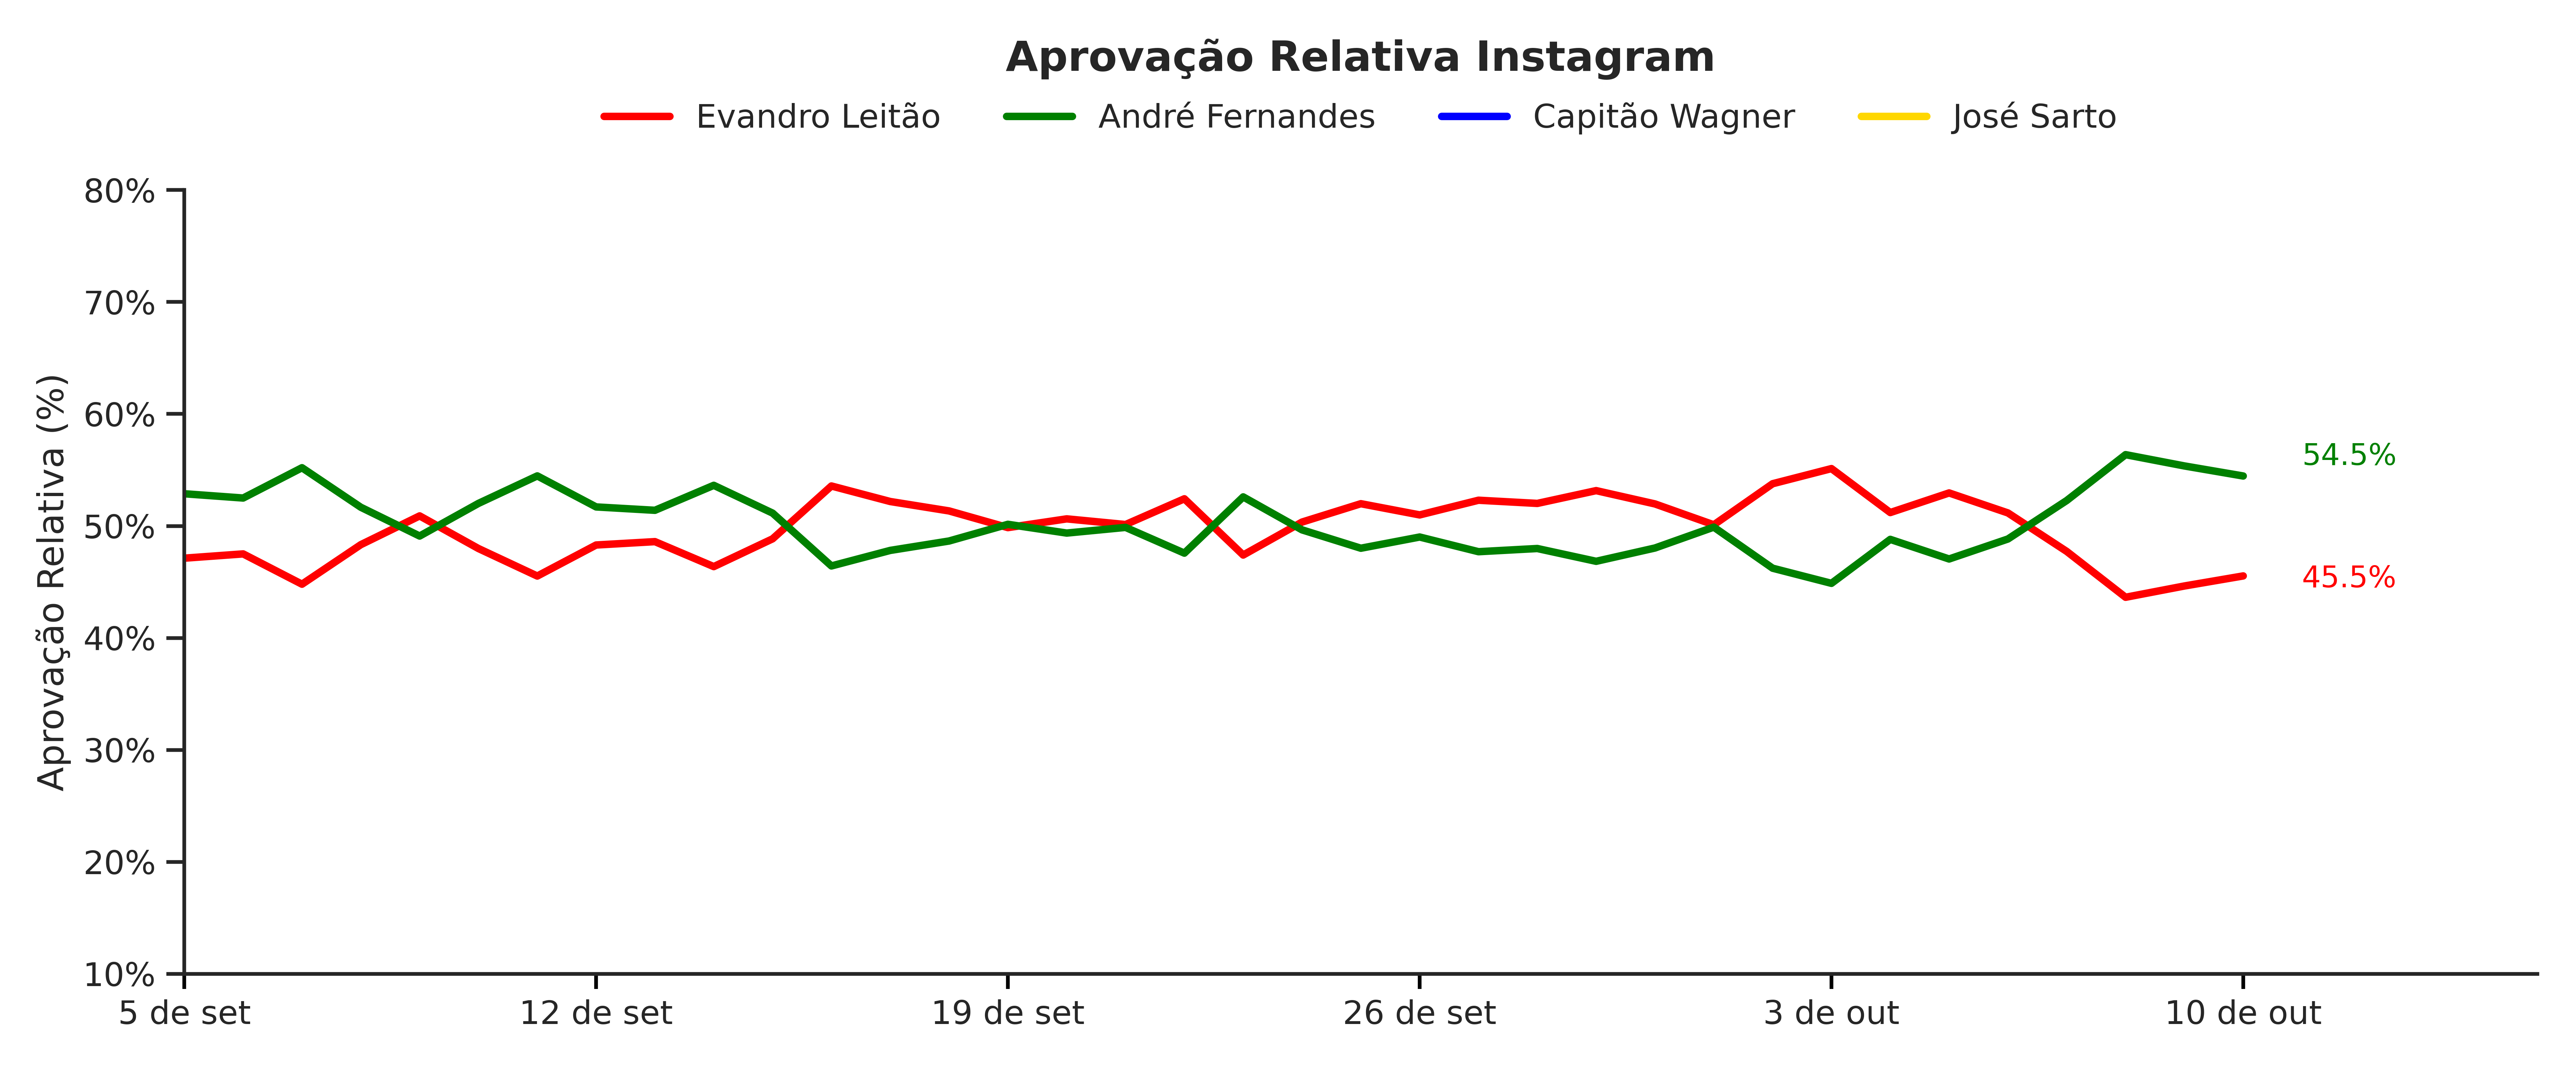 Aprovação Relativa Instagram
Evandro Leitão André Fernandes Capitão Wagner José Sarto
Aprovação Relativa (%)
80%
70%
60%
50%
40%
30%
20%
10%
54.5%
45.5%
5 de set 12 de set 19 de set 26 de set 3 de out 10 de out